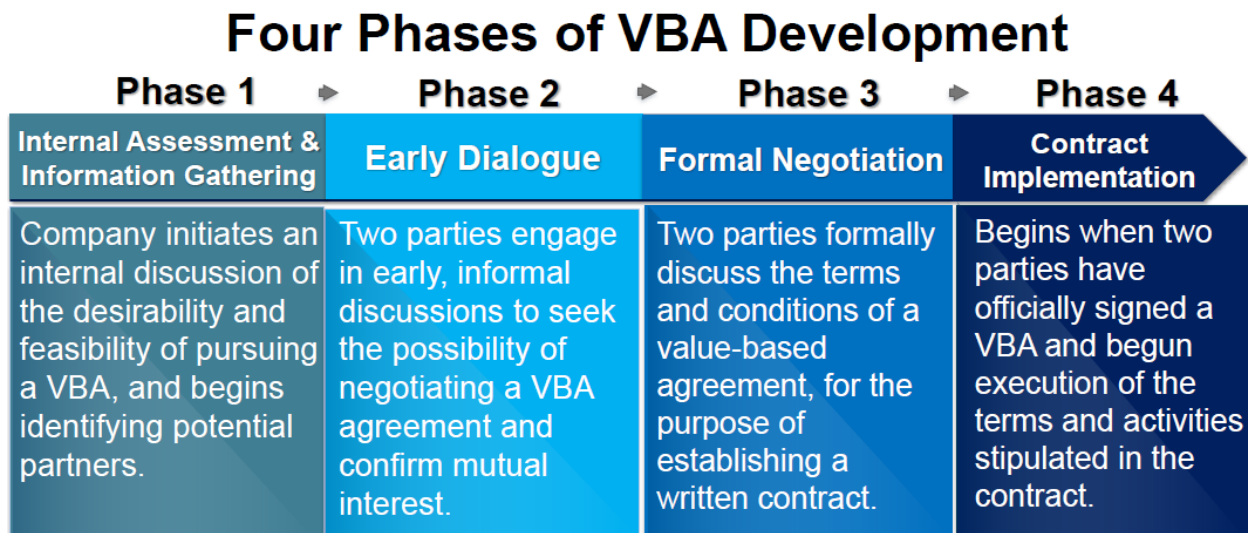 Four Phases of VBA Development
Phase 1
Phase 2
Phase 3
Phase 4
Internal Assessment &
Information Gathering
Early Dialogue
Formal Negotiation
Contract
Implementation
Company initiates an
internal discussion of
the desirability and
feasibility of pursuing
a VBA, and begins
identifying potential
partners.
Two parties engage
in early, informal
discussions to seek
the possibility of
negotiating a VBA
agreement and
confirm mutual
interest.
Two parties formally
discuss the terms
and conditions of a
value-based
agreement, for the
purpose of
establishing a
written contract.
Begins when two
parties have
officially signed a
VBA and begun
execution of the
terms and activities
stipulated in the
contract.